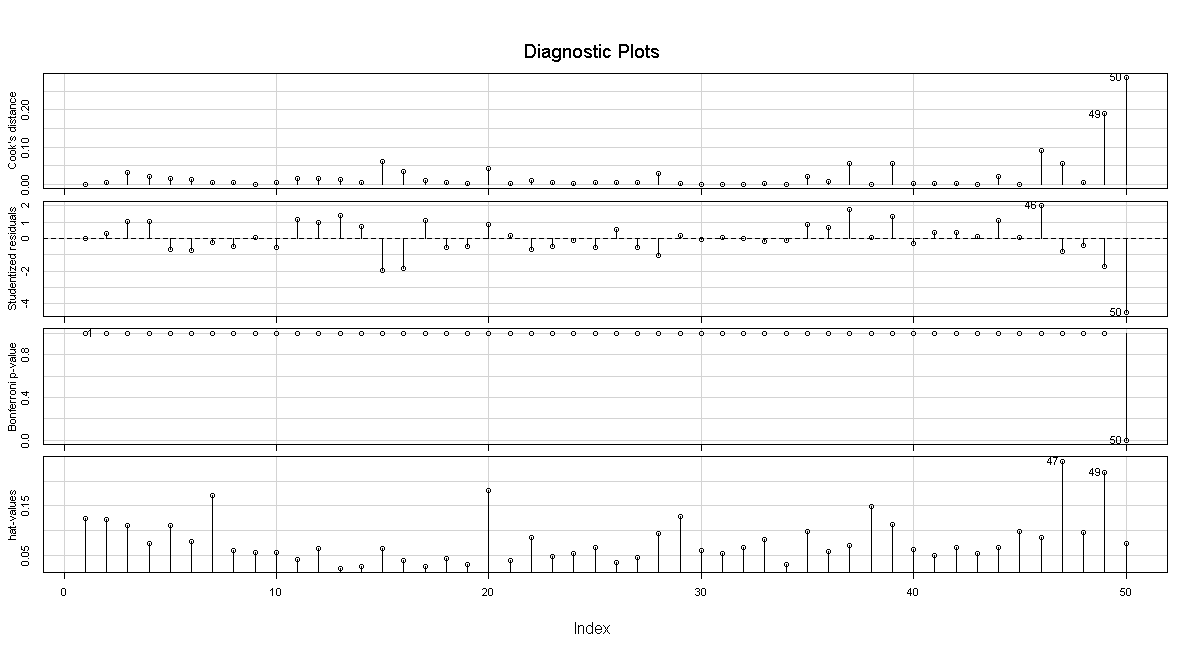 Diagnostic Plots
Cook's distance
0.00 0.10 0.20
49
50
Studentized residuals
-4 -2 0 1 2
46
50
Bonferroni p-value
0.0 0.4 0.8
1
50
hat-values
0.05 0.15
47
49
0 10 20 30 40 50
Index